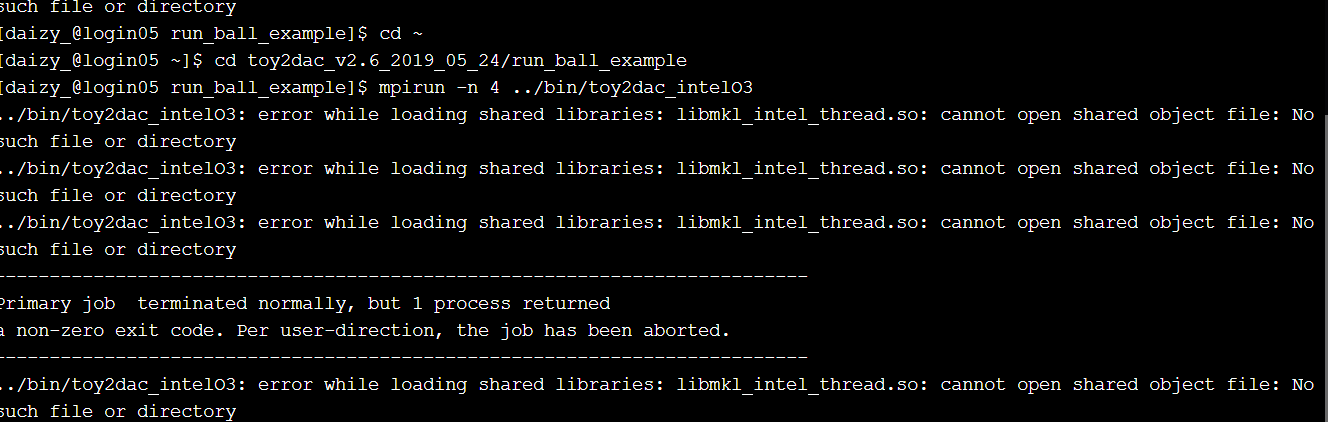 such file or directory
[daizy_@login05 run_ball_example]$ cd ~
[daizy_@login05 ~]$ cd toy2dac_v2.6_2019_05_24/run_ball_example
[daizy_@login05 run_ball_example]$ mpirun -n 4 ../bin/toy2dac_intelO3
../bin/toy2dac_intelO3: error while loading shared libraries: libmkl_intel_thread.so: cannot open shared object file: No
such file or directory
../bin/toy2dac_intelO3: error while loading shared libraries: libmkl_intel_thread.so: cannot open shared object file: No
such file or directory
../bin/toy2dac_intelO3: error while loading shared libraries: libmkl_intel_thread.so: cannot open shared object file: No
such file or directory
--------------------------------------------------------------------------
Primary job  terminated normally, but 1 process returned
a non-zero exit code. Per user-direction, the job has been aborted.
--------------------------------------------------------------------------
../bin/toy2dac_intelO3: error while loading shared libraries: libmkl_intel_thread.so: cannot open shared object file: No
such file or directory